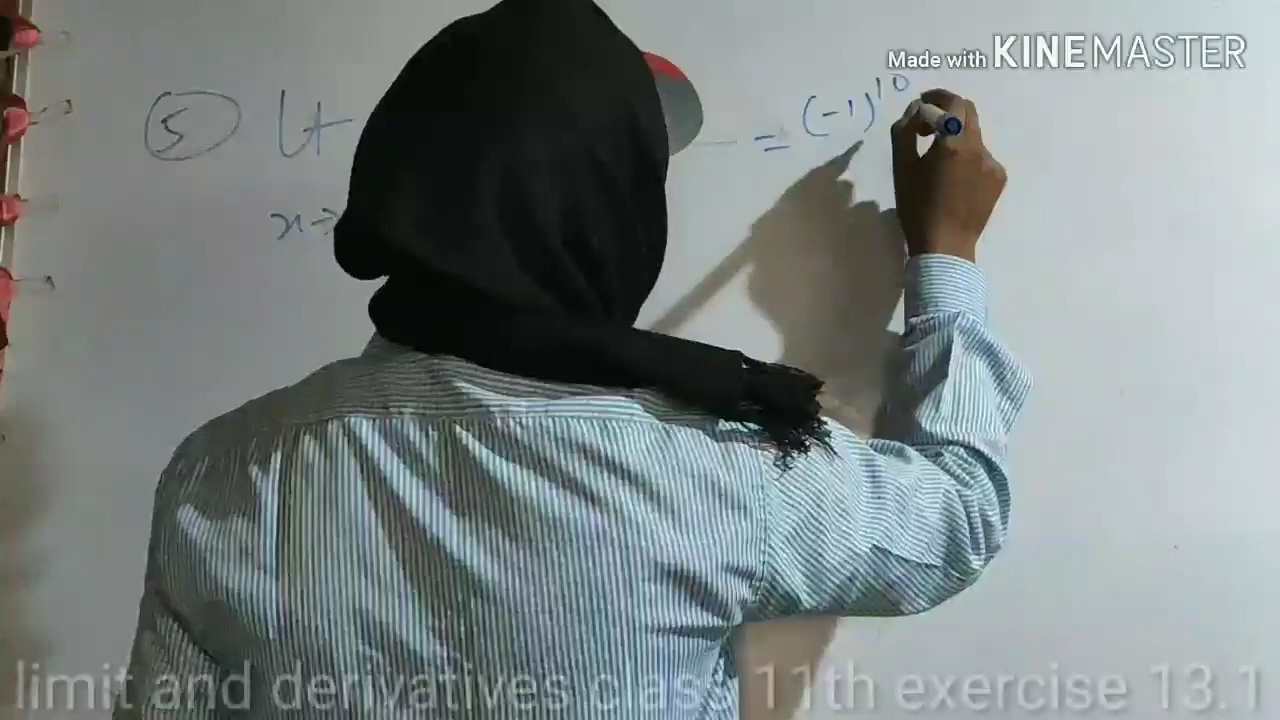 Made with KINEMASTER
5 lt = (-1)^10
x→
limit and derivatives class 11th exercise 13.1